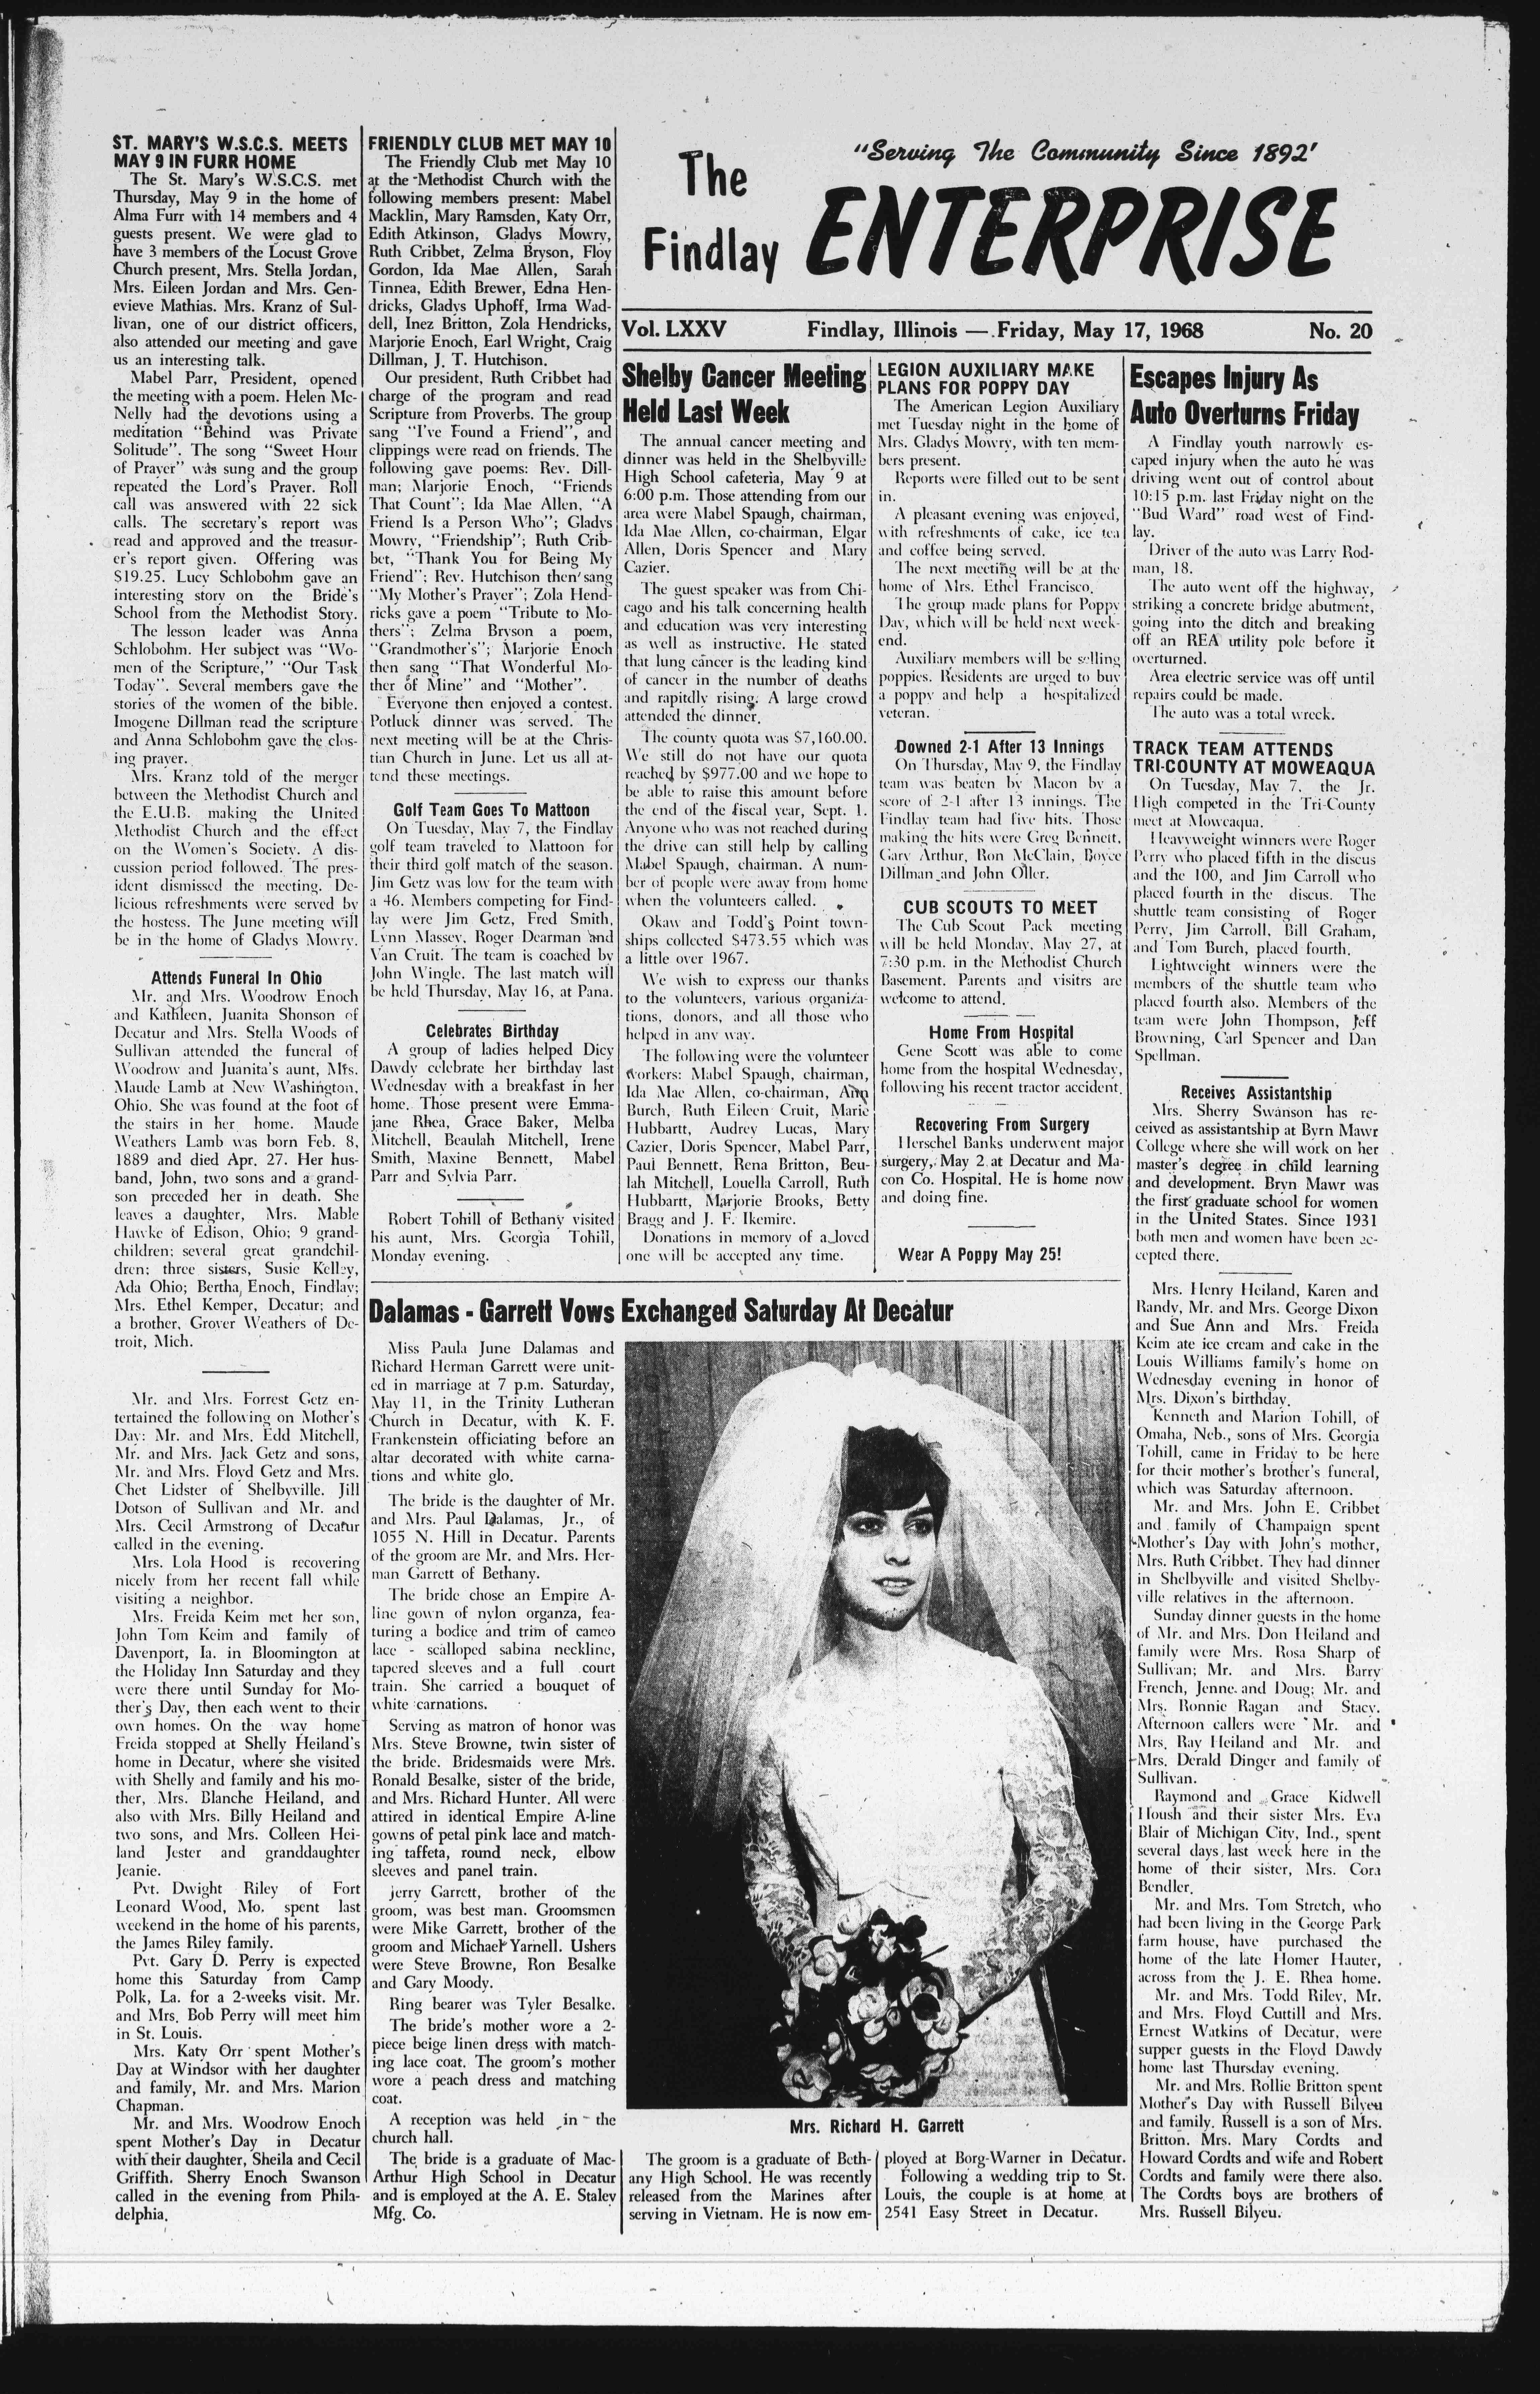 ST. MARY'S W.S.C.S. MEETS
MAY 9 IN FURR HOME
The St. Mary's W.S.C.S. met
Thursday, May 9 in the home of
Alma Furr with 14 members and 4
guests present. We were glad to
have 3 members of the Locust Grove
Church present, Mrs. Stella Jordan,
Mrs. Eileen Jordan and Mrs. Gen-
evieve Mathias. Mrs. Kranz of Sul-
livan, one of our district officers,
also attended our meeting and gave
us an interesting talk.
Mabel Parr, President, opened
the meeting with a poem. Helen Mc-
Nelly had the devotions using a
meditation "Behind was Private
Solitude". The song "Sweet Hour
of Prayer" was sung and the group
repeated the Lord's Prayer. Roll
call was answered with 22 sick
calls. The secretary's report was
read and approved and the treasur-
er's report given. Offering was
$19.25. Lucy Schlobohm gave an
interesting story on the Bride's
School from the Methodist Story.
The lesson leader was Anna
Schlobohm. Her subject was "Wo-
men of the Scripture," "Our Task
Today". Several members gave the
stories of the women of the bible.
Imogene Dillman read the scripture
and Anna Schlobohm gave the clos-
ing prayer.
Mrs. Kranz told of the merger
between the Methodist Church and
the E.U.B. making the United
Methodist Church and the effect
on the Women's Society. A dis-
cussion period followed. The pres-
ident dismissed the meeting. De-
licious refreshments were served by
the hostess. The June meeting will
be in the home of Gladys Mowry.
Attends Funeral In Ohio
Mr. and Mrs. Woodrow Enoch
and Kathleen, Juanita Shonson of
Decatur and Mrs. Stella Woods of
Sullivan attended the funeral of
Woodrow and Juanita's aunt, Mrs.
Maude Lamb at New Washington,
Ohio. She was found at the foot of
the stairs in her home. Maude
Weathers Lamb was born Feb. 8,
1889 and died Apr. 27. Her hus-
band, John, two sons and a grand-
son preceded her in death. She
leaves a daughter, Mrs. Mable
Hawke of Edison, Ohio; 9 grand-
children; several great grandchil-
dren; three sisters, Susie Kelley,
Ada Ohio; Bertha Enoch, Findlay;
Mrs. Ethel Kemper, Decatur; and
a brother, Grover Weathers of De-
troit, Mich.
Mr. and Mrs. Forrest Getz en-
tertained the following on Mother's
Day: Mr. and Mrs. Edd Mitchell,
Mr. and Mrs. Jack Getz and sons,
Mr. and Mrs. Floyd Getz and Mrs.
Chet Lidster of Shelbyville. Jill
Dotson of Sullivan and Mr. and
Mrs. Cecil Armstrong of Decatur
called in the evening.
Mrs. Lola Hood is recovering
nicely from her recent fall while
visiting a neighbor.
Mrs. Freida Keim met her son,
John Tom Keim and family of
Davenport, Ia. in Bloomington at
the Holiday Inn Saturday and they
were there until Sunday for Mo-
ther's Day, then each went to their
own homes. On the way home
Freida stopped at Shelly Heiland's
home in Decatur, where she visited
with Shelly and family and his mo-
ther, Mrs. Blanche Heiland, and
also with Mrs. Billy Heiland and
two sons, and Mrs. Colleen Hei-
land Jester and granddaughter
Jeanie.
Pvt. Dwight Riley of Fort
Leonard Wood, Mo. spent last
weekend in the home of his parents,
the James Riley family.
Pvt. Gary D. Perry is expected
home this Saturday from Camp
Polk, La. for a 2-weeks visit. Mr.
and Mrs. Bob Perry will meet him
in St. Louis.
Mrs. Katy Orr spent Mother's
Day at Windsor with her daughter
and family, Mr. and Mrs. Marion
Chapman.
Mr. and Mrs. Woodrow Enoch
spent Mother's Day in Decatur
with their daughter, Sheila and Cecil
Griffith. Sherry Enoch Swanson
called in the evening from Phila-
delphia.
FRIENDLY CLUB MET MAY 10
The Friendly Club met May 10
at the Methodist Church with the
following members present: Mabel
Macklin, Mary Ramsden, Katy Orr,
Edith Atkinson, Gladys Mowry,
Ruth Cribbet, Zelma Bryson, Floy
Gordon, Ida Mae Allen, Sarah
Tinnea, Edith Brewer, Edna Hen-
dricks, Gladys Uphoff, Irma Wad-
dell, Inez Britton, Zola Hendricks,
Marjorie Enoch, Earl Wright, Craig
Dillman, J. T. Hutchison.
Our president, Ruth Cribbet had
charge of the program and read
Scripture from Proverbs. The group
sang "I've Found a Friend", and
clippings were read on friends. The
following gave poems: Rev. Dill-
man; Marjorie Enoch, "Friends
That Count"; Ida Mae Allen, "A
Friend Is a Person Who"; Gladys
Mowry, "Friendship"; Ruth Crib-
bet, "Thank You for Being My
Friend"; Rev. Hutchison then sang
"My Mother's Prayer"; Zola Hend-
ricks gave a poem "Tribute to Mo-
thers"; Zelma Bryson a poem,
"Grandmother's"; Marjorie Enoch
then sang "That Wonderful Mo-
ther of Mine" and "Mother".
Everyone then enjoyed a contest.
Potluck dinner was served. The
next meeting will be at the Chris-
tian Church in June. Let us all at-
tend these meetings.
Golf Team Goes To Mattoon
On Tuesday, May 7, the Findlay
golf team traveled to Mattoon for
their third golf match of the season.
Jim Getz was low for the team with
a 46. Members competing for Find-
lay were Jim Getz, Fred Smith,
Lynn Massey, Roger Dearman and
Van Cruit. The team is coached by
John Wingle. The last match will
be held Thursday, May 16, at Pana.
Celebrates Birthday
A group of ladies helped Dicy
Dawdy celebrate her birthday last
Wednesday with a breakfast in her
home. Those present were Emma-
jane Rhea, Grace Baker, Melba
Mitchell, Beaulah Mitchell, Irene
Smith, Maxine Bennett, Mabel
Parr and Sylvia Parr.
Robert Tohill of Bethany visited
his aunt, Mrs. Georgia Tohill,
Monday evening.
"Serving The Community Since 1892'
The
Findlay
ENTERPRISE
Vol. LXXV Findlay, Illinois — Friday, May 17, 1968 No. 20
Shelby Cancer Meeting
Held Last Week
The annual cancer meeting and
dinner was held in the Shelbyville
High School cafeteria, May 9 at
6:00 p.m. Those attending from our
area were Mabel Spaugh, chairman,
Ida Mae Allen, co-chairman, Elgar
Allen, Doris Spencer and Mary
Cazier.
The guest speaker was from Chi-
cago and his talk concerning health
and education was very interesting
as well as instructive. He stated
that lung cancer is the leading kind
of cancer in the number of deaths
and rapitdly rising. A large crowd
attended the dinner.
The county quota was $7,160.00.
We still do not have our quota
reached by $977.00 and we hope to
be able to raise this amount before
the end of the fiscal year, Sept. 1.
Anyone who was not reached during
the drive can still help by calling
Mabel Spaugh, chairman. A num-
ber of people were away from home
when the volunteers called.
Okaw and Todd's Point town-
ships collected $473.55 which was
a little over 1967.
We wish to express our thanks
to the volunteers, various organiza-
tions, donors, and all those who
helped in any way.
The following were the volunteer
workers: Mabel Spaugh, chairman,
Ida Mae Allen, co-chairman, Ann
Burch, Ruth Eileen Cruit, Marie
Hubbartt, Audrey Lucas, Mary
Cazier, Doris Spencer, Mabel Parr,
Paul Bennett, Rena Britton, Beu-
lah Mitchell, Louella Carroll, Ruth
Hubbartt, Marjorie Brooks, Betty
Bragg and J. F. Ikemire.
Donations in memory of a loved
one will be accepted any time.
LEGION AUXILIARY MAKE
PLANS FOR POPPY DAY
The American Legion Auxiliary
met Tuesday night in the home of
Mrs. Gladys Mowry, with ten mem-
bers present.
Reports were filled out to be sent
in.
A pleasant evening was enjoyed,
with refreshments of cake, ice tea
and coffee being served.
The next meeting will be at the
home of Mrs. Ethel Francisco.
The group made plans for Poppy
Day, which will be held next week-
end.
Auxiliary members will be selling
poppies. Residents are urged to buy
a poppy and help a hospitalized
veteran.
Downed 2-1 After 13 Innings
On Thursday, May 9, the Findlay
team was beaten by Macon by a
score of 2-1 after 13 innings. The
Findlay team had five hits. Those
making the hits were Greg Bennett,
Gary Arthur, Ron McClain, Boyce
Dillman and John Oller.
CUB SCOUTS TO MEET
The Cub Scout Pack meeting
will be held Monday, May 27, at
7:30 p.m. in the Methodist Church
Basement. Parents and visitrs are
welcome to attend.
Home From Hospital
Gene Scott was able to come
home from the hospital Wednesday,
following his recent tractor accident.
Recovering From Surgery
Herschel Banks underwent major
surgery, May 2 at Decatur and Ma-
con Co. Hospital. He is home now
and doing fine.
Wear A Poppy May 25!
Escapes Injury As
Auto Overturns Friday
A Findlay youth narrowly es-
caped injury when the auto he was
driving went out of control about
10:15 p.m. last Friday night on the
"Bud Ward" road west of Find-
lay.
Driver of the auto was Larry Rod-
man, 18.
The auto went off the highway,
striking a concrete bridge abutment,
going into the ditch and breaking
off an REA utility pole before it
overturned.
Area electric service was off until
repairs could be made.
The auto was a total wreck.
TRACK TEAM ATTENDS
TRI-COUNTY AT MOWEAQUA
On Tuesday, May 7, the Jr.
High competed in the Tri-County
meet at Moweaqua.
Heavyweight winners were Roger
Perry who placed fifth in the discus
and the 100, and Jim Carroll who
placed fourth in the discus. The
shuttle team consisting of Roger
Perry, Jim Carroll, Bill Graham,
and Tom Burch, placed fourth.
Lightweight winners were the
members of the shuttle team who
placed fourth also. Members of the
team were John Thompson, Jeff
Browning, Carl Spencer and Dan
Spellman.
Receives Assistantship
Mrs. Sherry Swanson has re-
ceived as assistantship at Byrn Mawr
College where she will work on her
master's degree in child learning
and development. Bryn Mawr was
the first graduate school for women
in the United States. Since 1931
both men and women have been ac-
cepted there.
Mrs. Henry Heiland, Karen and
Randy, Mr. and Mrs. George Dixon
and Sue Ann and Mrs. Freida
Keim ate ice cream and cake in the
Louis Williams family's home on
Wednesday evening in honor of
Mrs. Dixon's birthday.
Kenneth and Marion Tohill, of
Omaha, Neb., sons of Mrs. Georgia
Tohill, came in Friday to be here
for their mother's brother's funeral,
which was Saturday afternoon.
Mr. and Mrs. John E. Cribbet
and family of Champaign spent
Mother's Day with John's mother,
Mrs. Ruth Cribbet. They had dinner
in Shelbyville and visited Shelby-
ville relatives in the afternoon.
Sunday dinner guests in the home
of Mr. and Mrs. Don Heiland and
family were Mrs. Rosa Sharp of
Sullivan; Mr. and Mrs. Barry
French, Jenne and Doug; Mr. and
Mrs. Ronnie Ragan and Stacy.
Afternoon callers were Mr. and
Mrs. Ray Heiland and Mr. and
Mrs. Derald Dinger and family of
Sullivan.
Raymond and Grace Kidwell
Housh and their sister Mrs. Eva
Blair of Michigan City, Ind., spent
several days last week here in the
home of their sister, Mrs. Cora
Bendler.
Mr. and Mrs. Tom Stretch, who
had been living in the George Park
farm house, have purchased the
home of the late Homer Hauter,
across from the J. E. Rhea home.
Mr. and Mrs. Todd Riley, Mr.
and Mrs. Floyd Cuttill and Mrs.
Ernest Watkins of Decatur, were
supper guests in the Floyd Dawdy
home last Thursday evening.
Mr. and Mrs. Rollie Britton spent
Mother's Day with Russell Bilyeu
and family. Russell is a son of Mrs.
Britton. Mrs. Mary Cordts and
Howard Cordts and wife and Robert
Cordts and family were there also.
The Cordts boys are brothers of
Mrs. Russell Bilyeu.
Dalamas - Garrett Vows Exchanged Saturday At Decatur
Miss Paula June Dalamas and
Richard Herman Garrett were unit-
ed in marriage at 7 p.m. Saturday,
May 11, in the Trinity Lutheran
Church in Decatur, with K. F.
Frankenstein officiating before an
altar decorated with white carna-
tions and white glo.
The bride is the daughter of Mr.
and Mrs. Paul Dalamas, Jr., of
1055 N. Hill in Decatur. Parents
of the groom are Mr. and Mrs. Her-
man Garrett of Bethany.
The bride chose an Empire A-
line gown of nylon organza, fea-
turing a bodice and trim of cameo
lace - scalloped sabina neckline,
tapered sleeves and a full court
train. She carried a bouquet of
white carnations.
Serving as matron of honor was
Mrs. Steve Browne, twin sister of
the bride. Bridesmaids were Mrs.
Ronald Besalke, sister of the bride,
and Mrs. Richard Hunter. All were
attired in identical Empire A-line
gowns of petal pink lace and match-
ing taffeta, round neck, elbow
sleeves and panel train.
Jerry Garrett, brother of the
groom, was best man. Groomsmen
were Mike Garrett, brother of the
groom and Michael Yarnell. Ushers
were Steve Browne, Ron Besalke
and Gary Moody.
Ring bearer was Tyler Besalke.
The bride's mother wore a 2-
piece beige linen dress with match-
ing lace coat. The groom's mother
wore a peach dress and matching
coat.
A reception was held in the
church hall.
The bride is a graduate of Mac-
Arthur High School in Decatur
and is employed at the A. E. Staley
Mfg. Co.
Mrs. Richard H. Garrett
The groom is a graduate of Beth-
any High School. He was recently
released from the Marines after
serving in Vietnam. He is now em-
ployed at Borg-Warner in Decatur.
Following a wedding trip to St.
Louis, the couple is at home at
2541 Easy Street in Decatur.